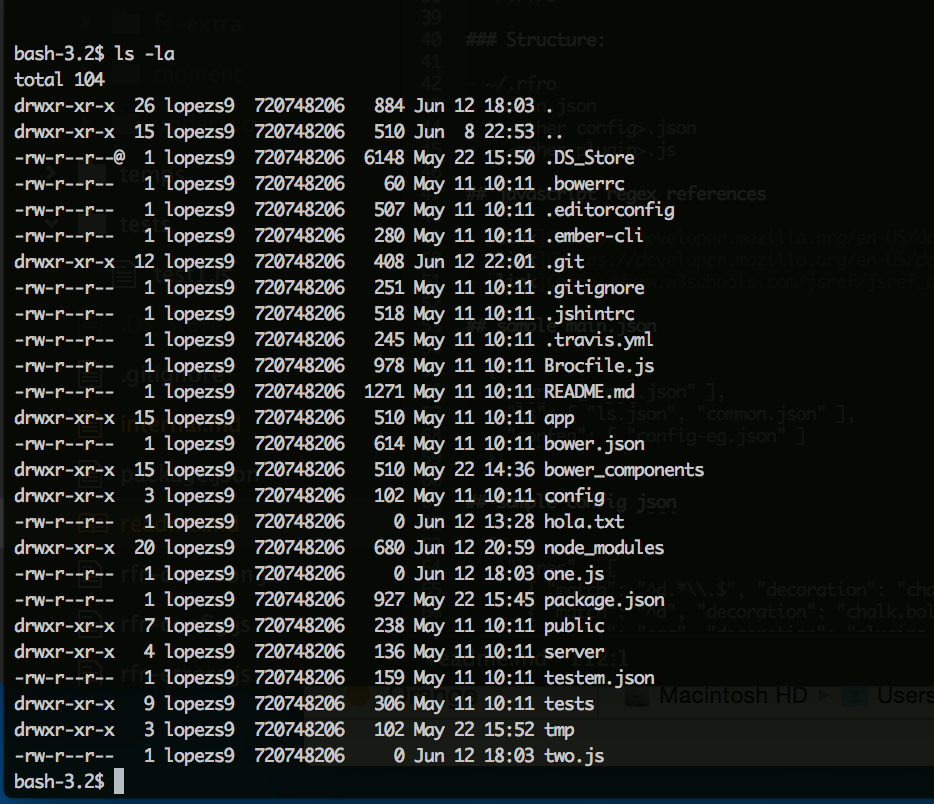 bash-3.2$ ls -la
total 104
drwxr-xr-x  26 lopezs9  720748206   884 Jun 12 18:03 .
drwxr-xr-x  15 lopezs9  720748206   510 Jun  8 22:53 ..
-rw-r--r--@  1 lopezs9  720748206  6148 May 22 15:50 .DS_Store
-rw-r--r--   1 lopezs9  720748206    60 May 11 10:11 .bowerrc
-rw-r--r--   1 lopezs9  720748206   507 May 11 10:11 .editorconfig
-rw-r--r--   1 lopezs9  720748206   280 May 11 10:11 .ember-cli
drwxr-xr-x  12 lopezs9  720748206   408 Jun 12 22:01 .git
-rw-r--r--   1 lopezs9  720748206   251 May 11 10:11 .gitignore
-rw-r--r--   1 lopezs9  720748206   518 May 11 10:11 .jshintrc
-rw-r--r--   1 lopezs9  720748206   245 May 11 10:11 .travis.yml
-rw-r--r--   1 lopezs9  720748206   978 May 11 10:11 Brocfile.js
-rw-r--r--   1 lopezs9  720748206  1271 May 11 10:11 README.md
drwxr-xr-x  15 lopezs9  720748206   510 May 11 10:11 app
-rw-r--r--   1 lopezs9  720748206   614 May 11 10:11 bower.json
drwxr-xr-x  15 lopezs9  720748206   510 May 22 14:36 bower_components
drwxr-xr-x   3 lopezs9  720748206   102 May 11 10:11 config
-rw-r--r--   1 lopezs9  720748206     0 Jun 12 13:28 hola.txt
drwxr-xr-x  20 lopezs9  720748206   680 Jun 12 20:59 node_modules
-rw-r--r--   1 lopezs9  720748206     0 Jun 12 18:03 one.js
-rw-r--r--   1 lopezs9  720748206   927 May 22 15:45 package.json
drwxr-xr-x   7 lopezs9  720748206   238 May 11 10:11 public
drwxr-xr-x   4 lopezs9  720748206   136 May 11 10:11 server
-rw-r--r--   1 lopezs9  720748206   159 May 11 10:11 testem.json
drwxr-xr-x   9 lopezs9  720748206   306 May 11 10:11 tests
drwxr-xr-x   3 lopezs9  720748206   102 May 22 15:52 tmp
-rw-r--r--   1 lopezs9  720748206     0 Jun 12 18:03 two.js
bash-3.2$
### Structure:
~/.rfro
## sample main.json
Macintosh HD
Users